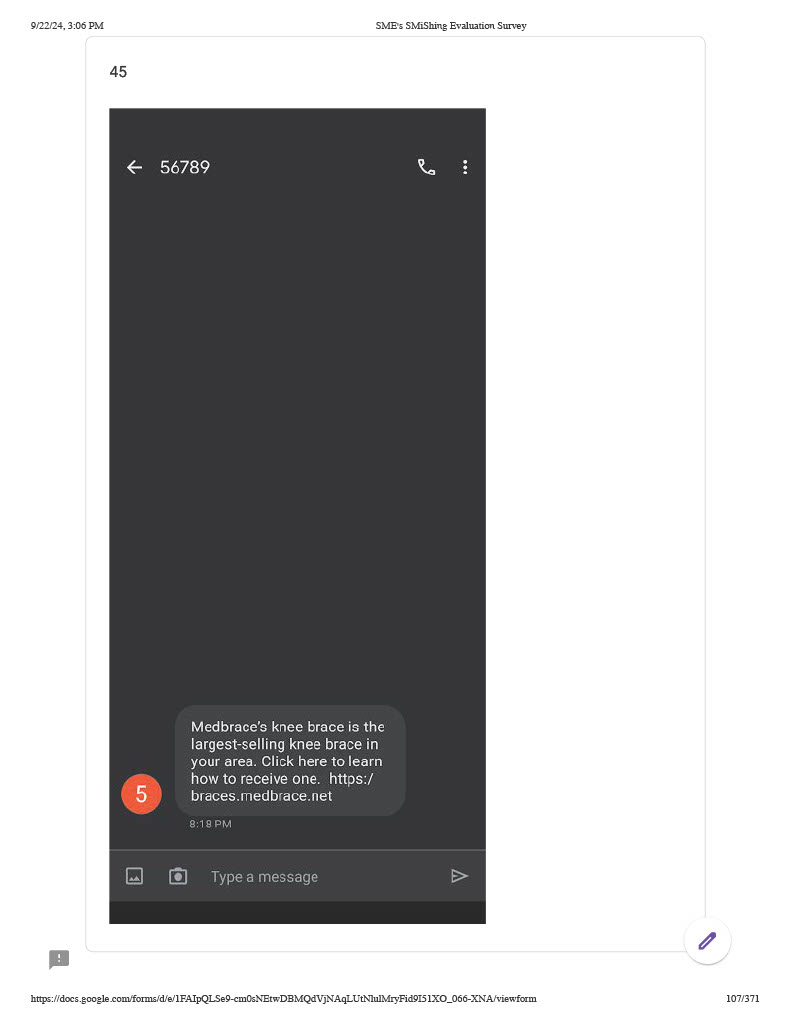 9/22/24, 3:06 PM SME's SMiShing Evaluation Survey
45
56789
Medbrace's knee brace is the
largest-selling knee brace in
your area. Click here to learn
how to receive one. https:/
braces.medbrace.net
5
8:18 PM
Type a message
https://docs.google.com/forms/d/e/1FAIpQLSe9-cm0sNEtwDBMQdVjNAqLUtNlulMryFid9I51XO_066-XNA/viewform 107/371